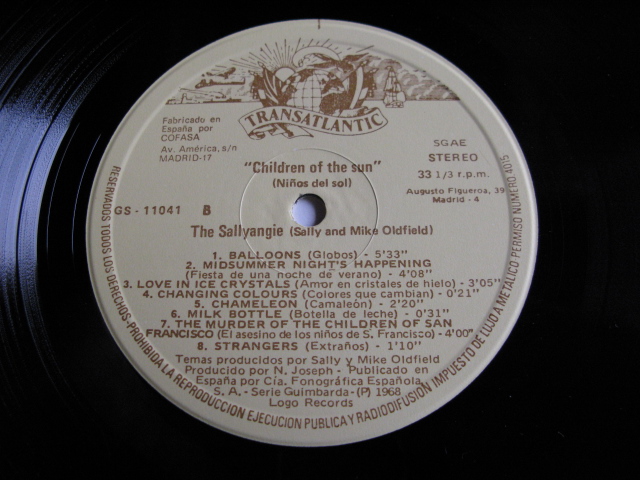 TRANSATLANTIC
Fabricado en
España por
COFASA
Av. América, s/n
MADRID-17
SGAE
STEREO
33 1/3 r.p.m.
Augusto Figueroa, 39
Madrid - 4
"Children of the sun"
(Niños del sol)
GS - 11041 B
The Sallyangie (Sally and Mike Oldfield)
1. BALLOONS (Globos) - 5'33"
2. MIDSUMMER NIGHT'S HAPPENING
(Fiesta de una noche de verano) - 4'08"
3. LOVE IN ICE CRYSTALS (Amor en cristales de hielo) - 3'05"
4. CHANGING COLOURS (Colores que cambian) - 0'21"
5. CHAMELEON (Camaleón) - 2'20"
6. MILK BOTTLE (Botella de leche) - 0'31"
7. THE MURDER OF THE CHILDREN OF SAN
FRANCISCO (El asesino de los niños de S. Francisco) - 4'00"
8. STRANGERS (Extraños) - 1'10"
Temas producidos por Sally y Mike Oldfield
Producido por N. Joseph - Publicado en
España por Cía. Fonográfica Española,
S. A. - Serie Guimbarda - (P) 1968
Logo Records
RESERVADOS TODOS LOS DERECHOS-PROHIBIDA LA REPRODUCCION EJECUCION PUBLICA Y RADIODIFUSION IMPUESTO DE LUJO A METALICO PERMISO NUMERO 4015